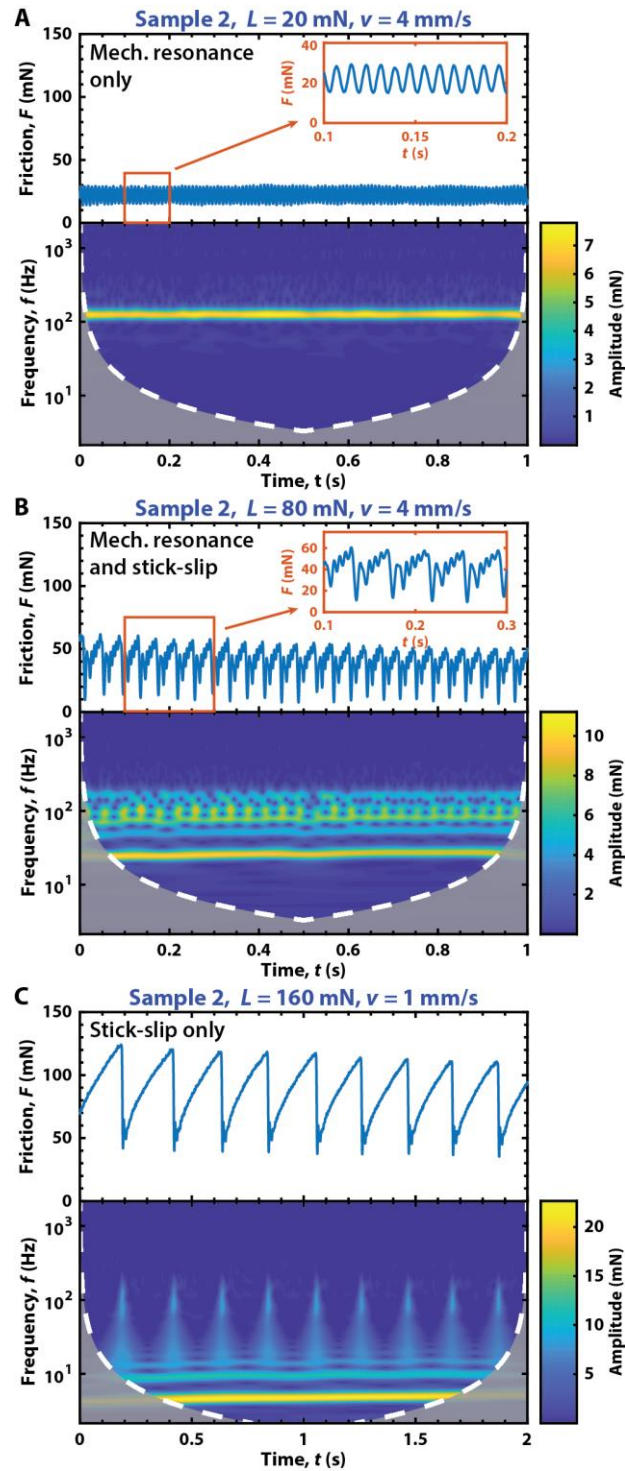 A
Sample 2, L = 20 mN, v = 4 mm/s
Mech. resonance
only
Friction, F (mN)
150
100
50
0
F (mN)
40
20
0
0.1
0.15
0.2
t (s)
Frequency, f (Hz)
10³
10²
10¹
0
0.2
0.4
0.6
0.8
1
Time, t (s)
7
6
5
4
3
2
1
Amplitude (mN)
B
Sample 2, L = 80 mN, v = 4 mm/s
Mech. resonance
and stick-slip
Friction, F (mN)
150
100
50
0
F (mN)
60
40
20
0
0.1
0.2
0.3
t (s)
Frequency, f (Hz)
10³
10²
10¹
0
0.2
0.4
0.6
0.8
1
Time, t (s)
10
8
6
4
2
Amplitude (mN)
C
Sample 2, L = 160 mN, v = 1 mm/s
Stick-slip only
Friction, F (mN)
150
100
50
0
Frequency, f (Hz)
10³
10²
10¹
0
0.5
1
1.5
2
Time, t (s)
20
15
10
5
Amplitude (mN)